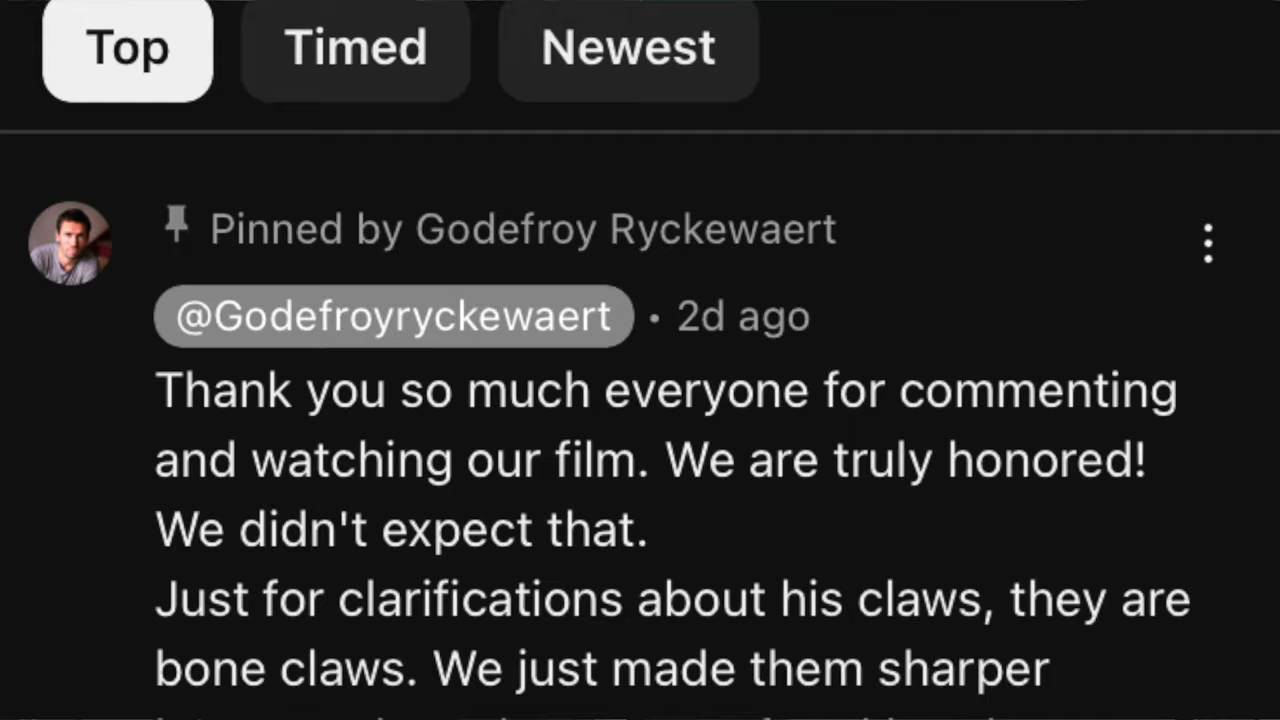 Top Timed Newest
Pinned by Godefroy Ryckewaert
@Godefroyryckewaert • 2d ago
Thank you so much everyone for commenting
and watching our film. We are truly honored!
We didn't expect that.
Just for clarifications about his claws, they are
bone claws. We just made them sharper